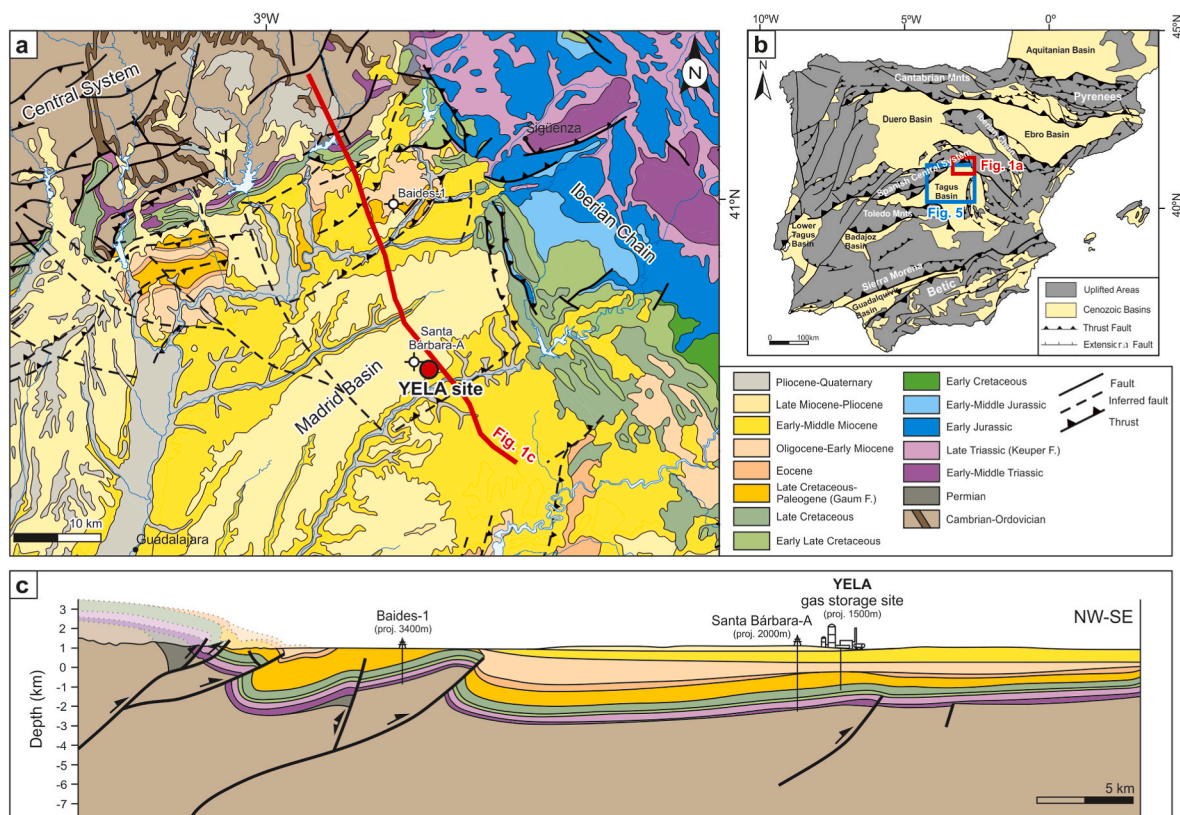 3W
a
Central System
N
Sigüenza
Baides-1
41°N
Iberian Chain
Santa
Bárbara-A
YELA site
Madrid Basin
Fig. 1c
10 km
Guadalajara
10°W
5°W
0°
45°N
b
N
Aquitanian Basin
Cantabrian Mnts
Pyrenees
Duero Basin
Ebro Basin
Spanish Central System
Fig. 1a
Tagus
Basin
Toledo Mnts
Fig. 5
40°N
Lower
Tagus
Basin
Badajoz
Basin
Sierra Morena
Guadalquivir
Basin
Betic
0
100km
Uplifted Areas
Cenozoic Basins
Thrust Fault
Fault
Pliocene-Quaternary
Late Miocene-Pliocene
Early-Middle Miocene
Oligocene-Early Miocene
Eocene
Late Cretaceous-
Paleogene (Gaum F.)
Late Cretaceous
Early Late Cretaceous
Early Cretaceous
Early-Middle Jurassic
Early Jurassic
Late Triassic (Keuper F.)
Early-Middle Triassic
Permian
Cambrian-Ordovician
Fault
Inferred fault
Thrust
c
Depth (km)
3
2
1
0
-1
-2
-3
-4
-5
-6
-7
Baides-1
(proj. 3400m)
Santa Bárbara-A
(proj. 2000m)
YELA
gas storage site
(proj. 1500m)
NW-SE
5 km